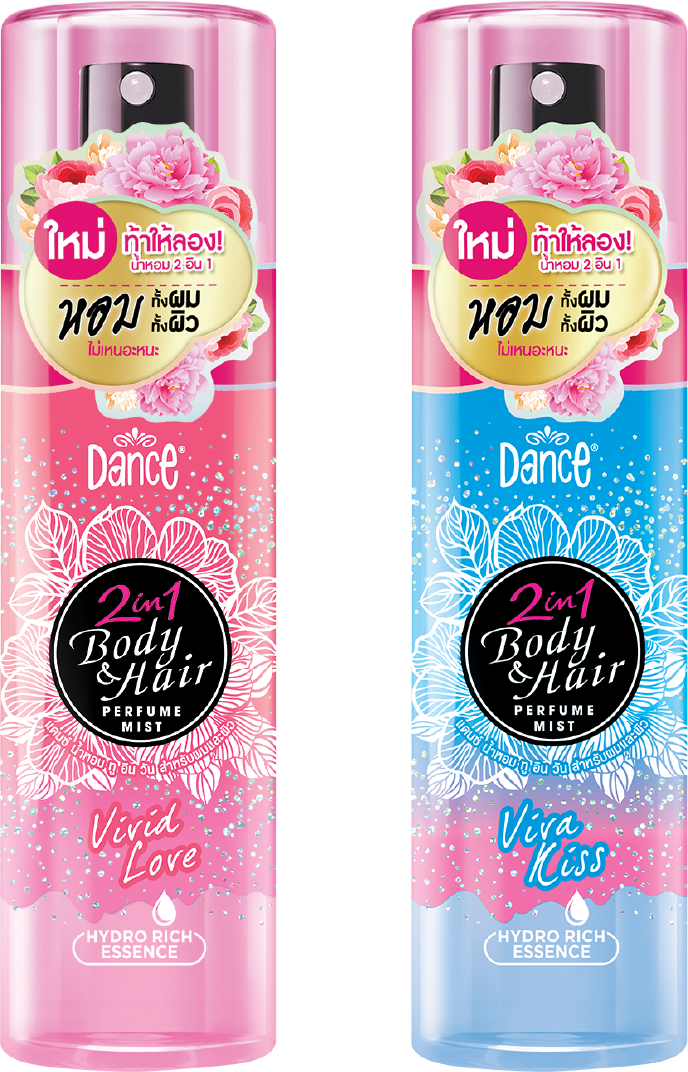 ใหม่ ท้าให้ลอง!
น้ำหอม 2 อิน 1
หอม ทั้งผม
ทั้งผิว
ไม่เหนอะหนะ
Dance®
2in1
Body
& Hair
PERFUME
MIST
แดนซ์ น้ำหอม ทู อิน วัน สำหรับผมและผิว
Vivid
Love
HYDRO RICH
ESSENCE
ใหม่ ท้าให้ลอง!
น้ำหอม 2 อิน 1
หอม ทั้งผม
ทั้งผิว
ไม่เหนอะหนะ
Dance®
2in1
Body
& Hair
PERFUME
MIST
แดนซ์ น้ำหอม ทู อิน วัน สำหรับผมและผิว
Viva
Kiss
HYDRO RICH
ESSENCE